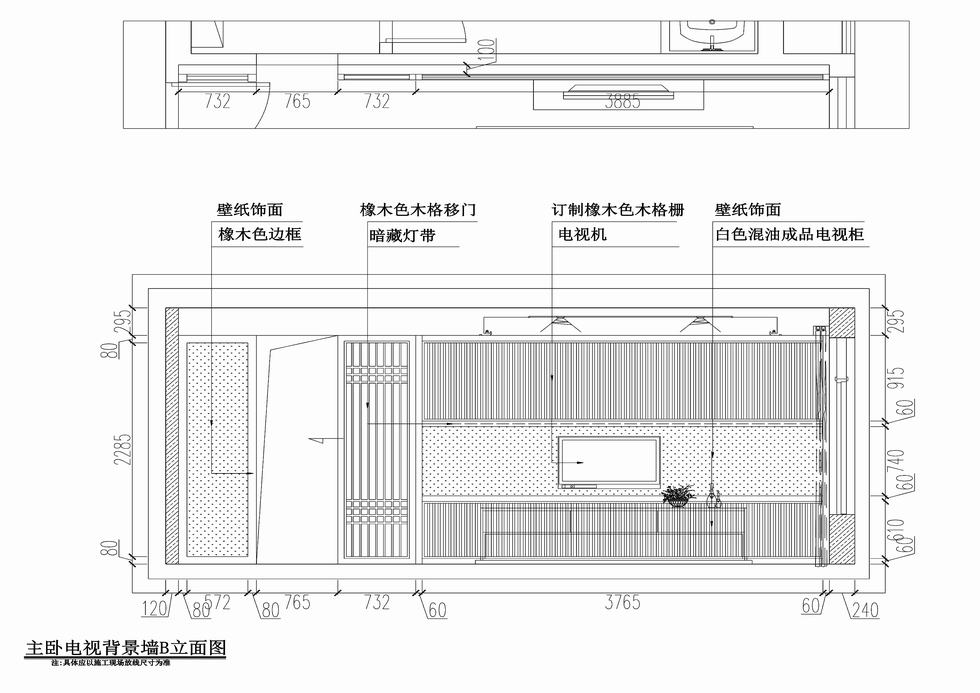 100
732 765 732 3885
壁纸饰面 橡木色木格移门 订制橡木色木格栅 壁纸饰面
橡木色边框 暗藏灯带 电视机 白色混油成品电视柜
295 295
80
915
60
2285
740
60
610
80 60
120 80 572 80 765 732 60 3765 60 240
主卧电视背景墙B立面图
注:具体应以施工现场放线尺寸为准